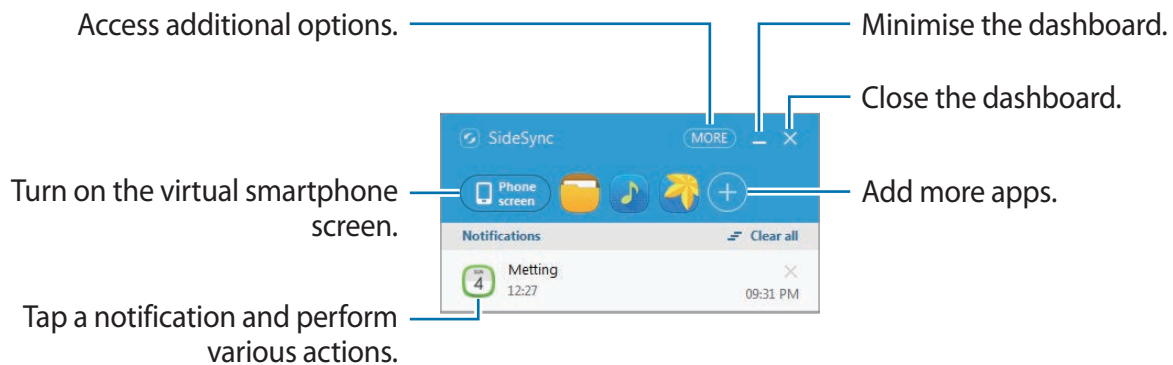 Access additional options.
Minimise the dashboard.
Close the dashboard.
SideSync
MORE
Turn on the virtual smartphone
screen.
Phone
screen
Add more apps.
Notifications
Clear all
SUN
4
Metting
12:27
09:31 PM
Tap a notification and perform
various actions.